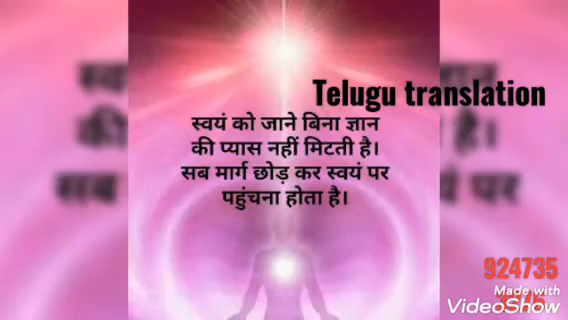 Telugu translation
स्वयं को जाने बिना ज्ञान
की प्यास नहीं मिटती है।
सब मार्ग छोड़ कर स्वयं पर
पहुंचना होता है।
924735
Made with
VideoShow